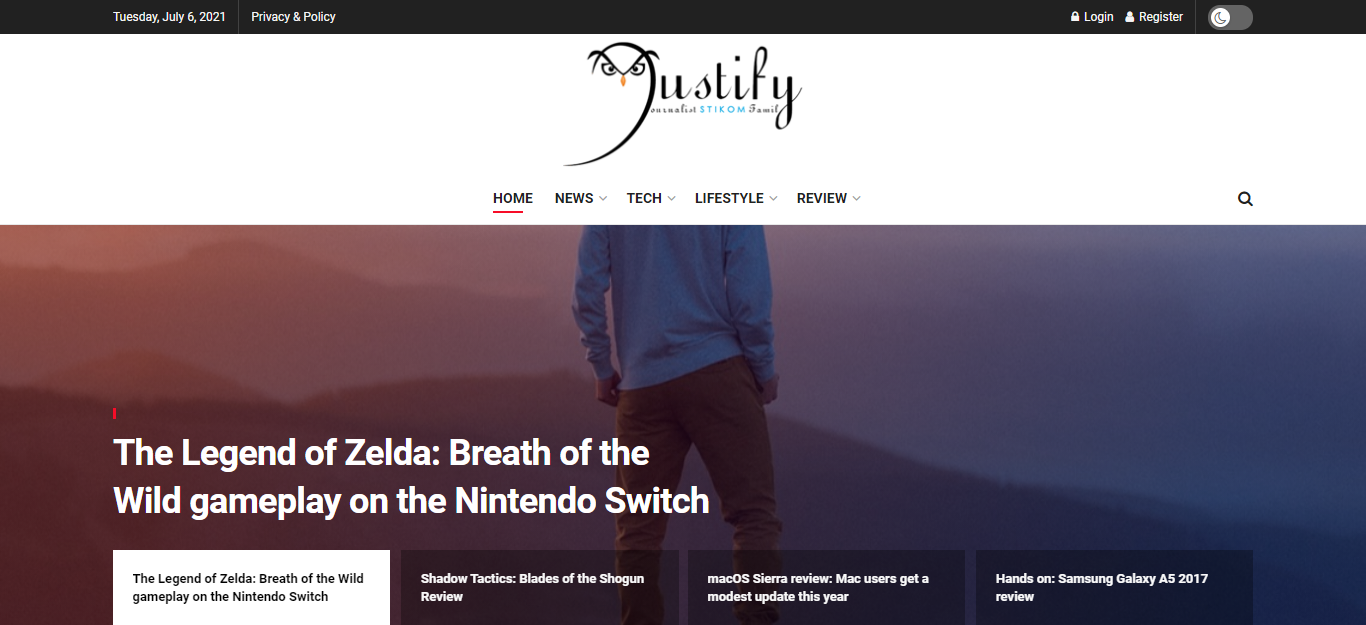 Tuesday, July 6, 2021 Privacy & Policy Login Register
Justify
Journalist STIKOM Family
HOME NEWS TECH LIFESTYLE REVIEW
The Legend of Zelda: Breath of the
Wild gameplay on the Nintendo Switch
The Legend of Zelda: Breath of the Wild
gameplay on the Nintendo Switch
Shadow Tactics: Blades of the Shogun
Review
macOS Sierra review: Mac users get a
modest update this year
Hands on: Samsung Galaxy A5 2017
review